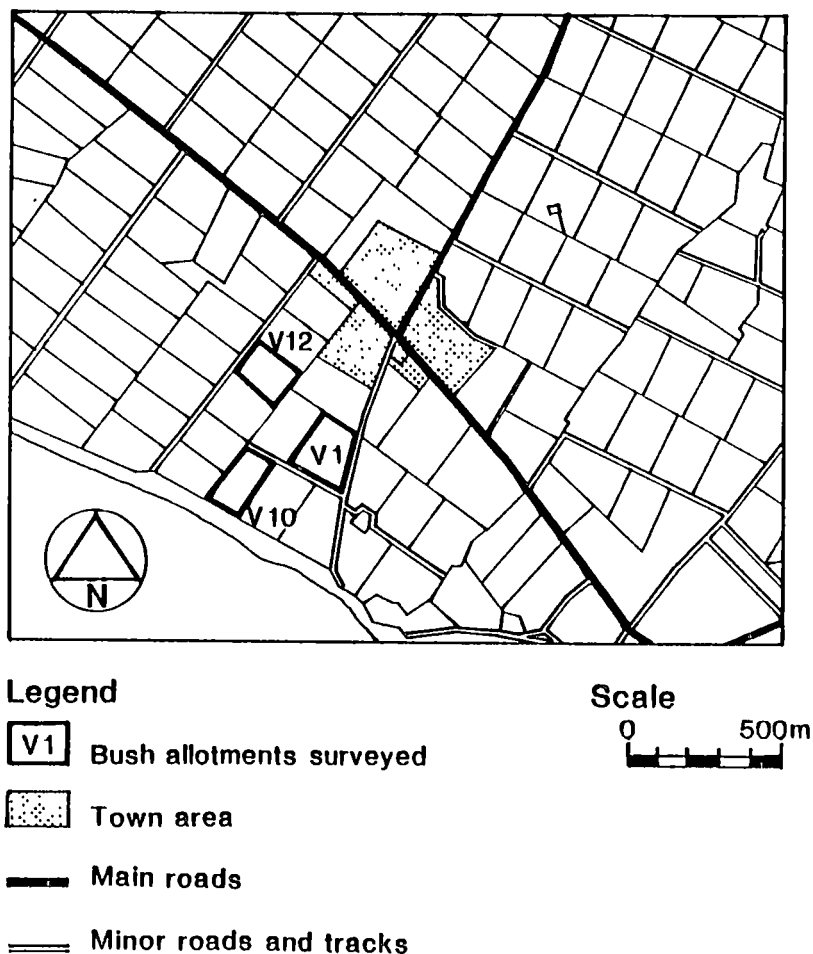 V12
V1
V10
N
Legend
Scale
0 500m
V1 Bush allotments surveyed
Town area
Main roads
Minor roads and tracks